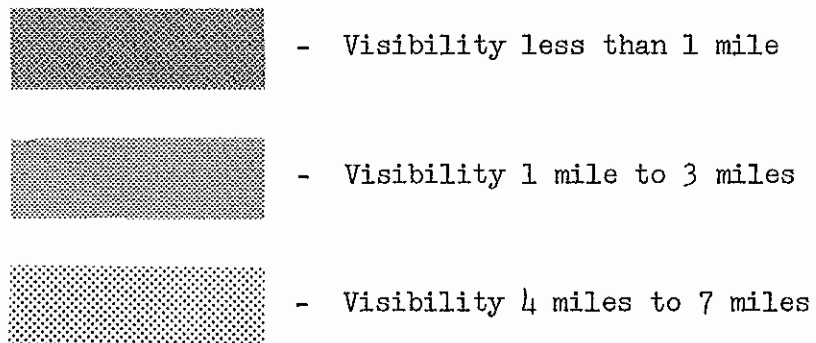 - Visibility less than 1 mile
- Visibility 1 mile to 3 miles
- Visibility 4 miles to 7 miles